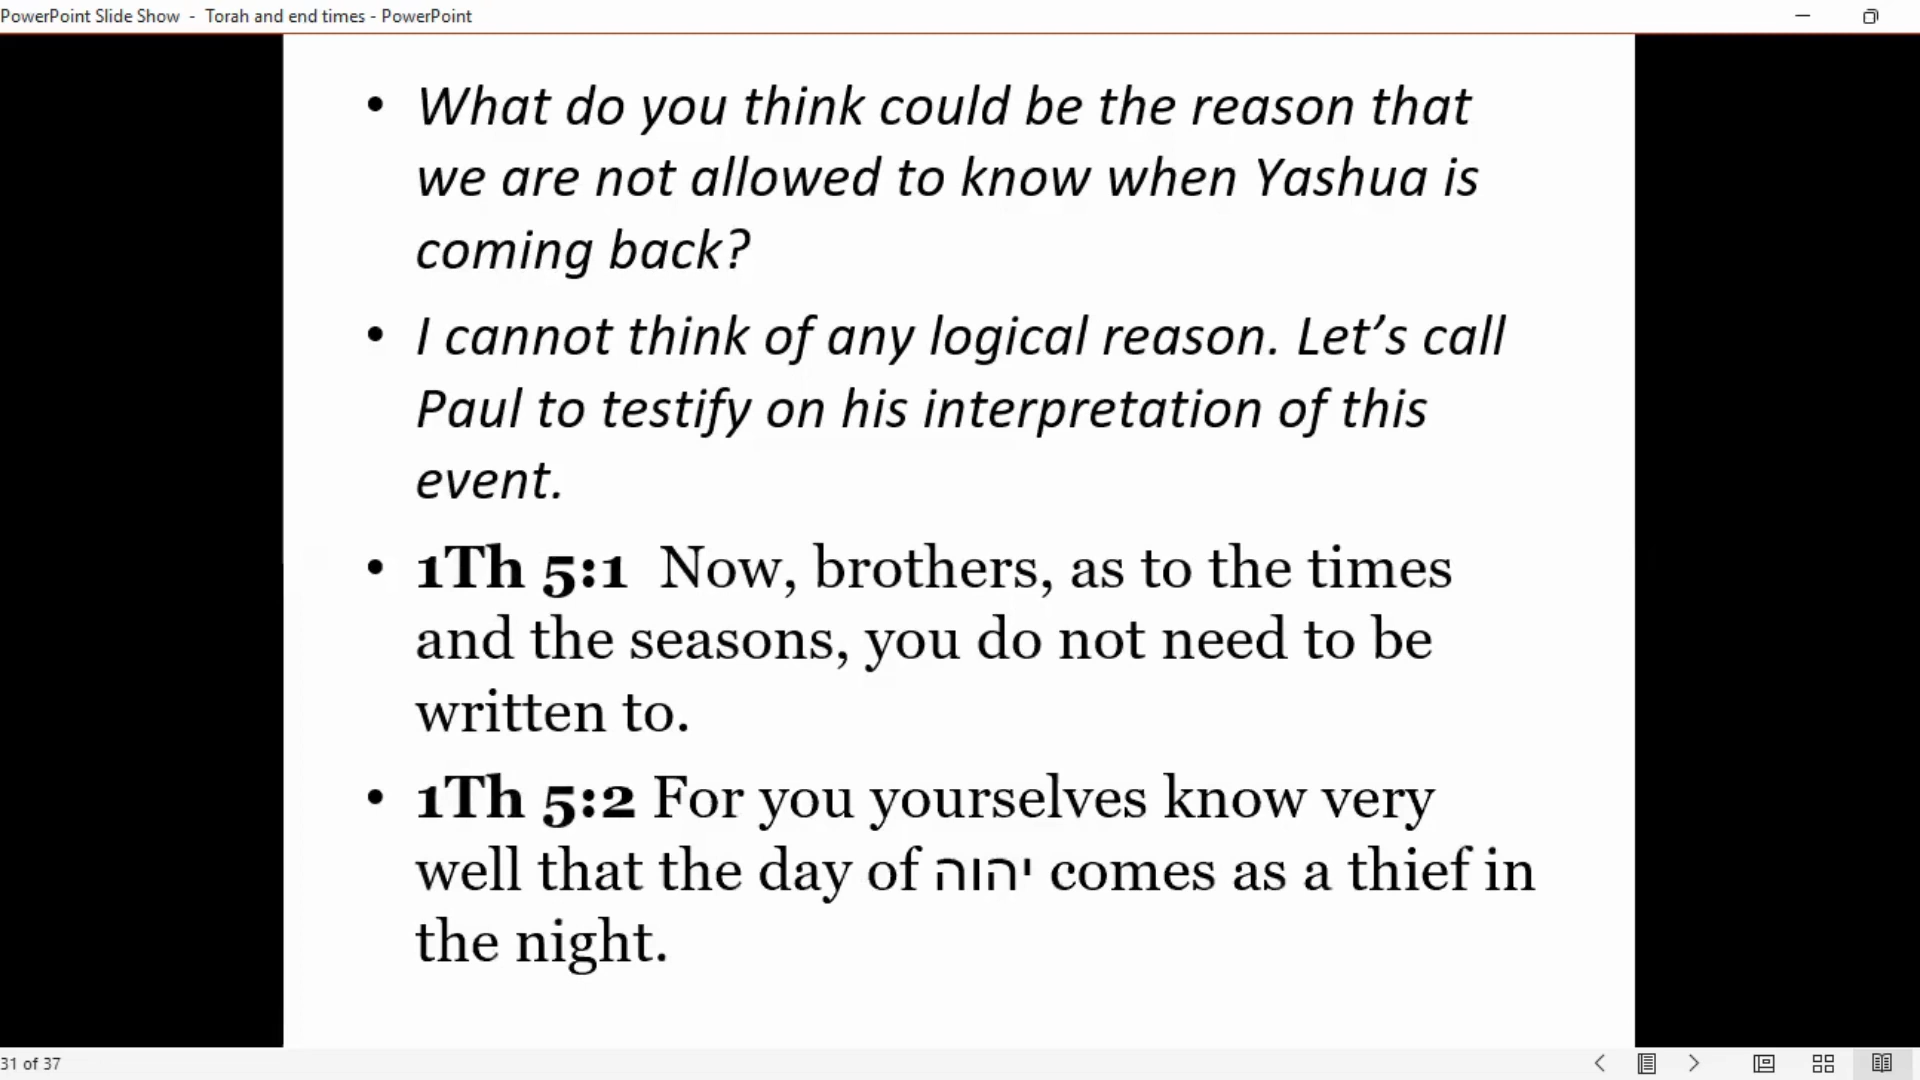 PowerPoint Slide Show - Torah and end times - PowerPoint
• What do you think could be the reason that
we are not allowed to know when Yashua is
coming back?
• I cannot think of any logical reason. Let’s call
Paul to testify on his interpretation of this
event.
• 1Th 5:1 Now, brothers, as to the times
and the seasons, you do not need to be
written to.
• 1Th 5:2 For you yourselves know very
well that the day of יהוה comes as a thief in
the night.
31 of 37